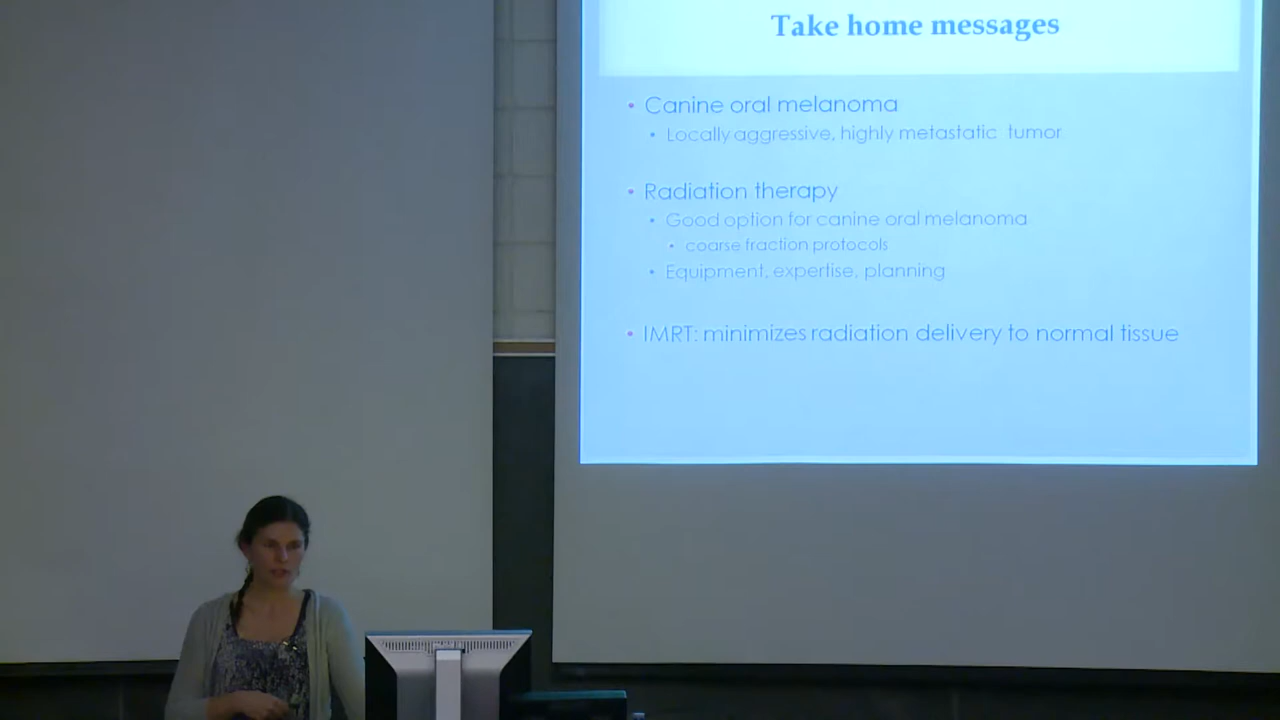 Take home messages
• Canine oral melanoma
• Locally aggressive, highly metastatic tumor
• Radiation therapy
• Good option for canine oral melanoma
• coarse fraction protocols
• Equipment, expertise, planning
• IMRT: minimizes radiation delivery to normal tissue